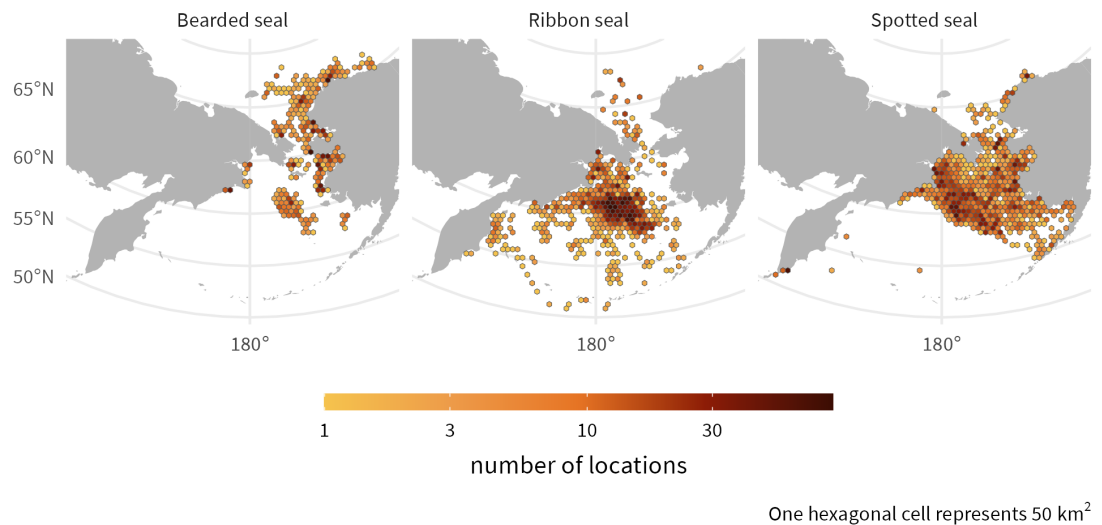 Bearded seal
Ribbon seal
Spotted seal
65°N
60°N
55°N
50°N
180°
180°
180°
1
3
10
30
number of locations
One hexagonal cell represents 50 km²